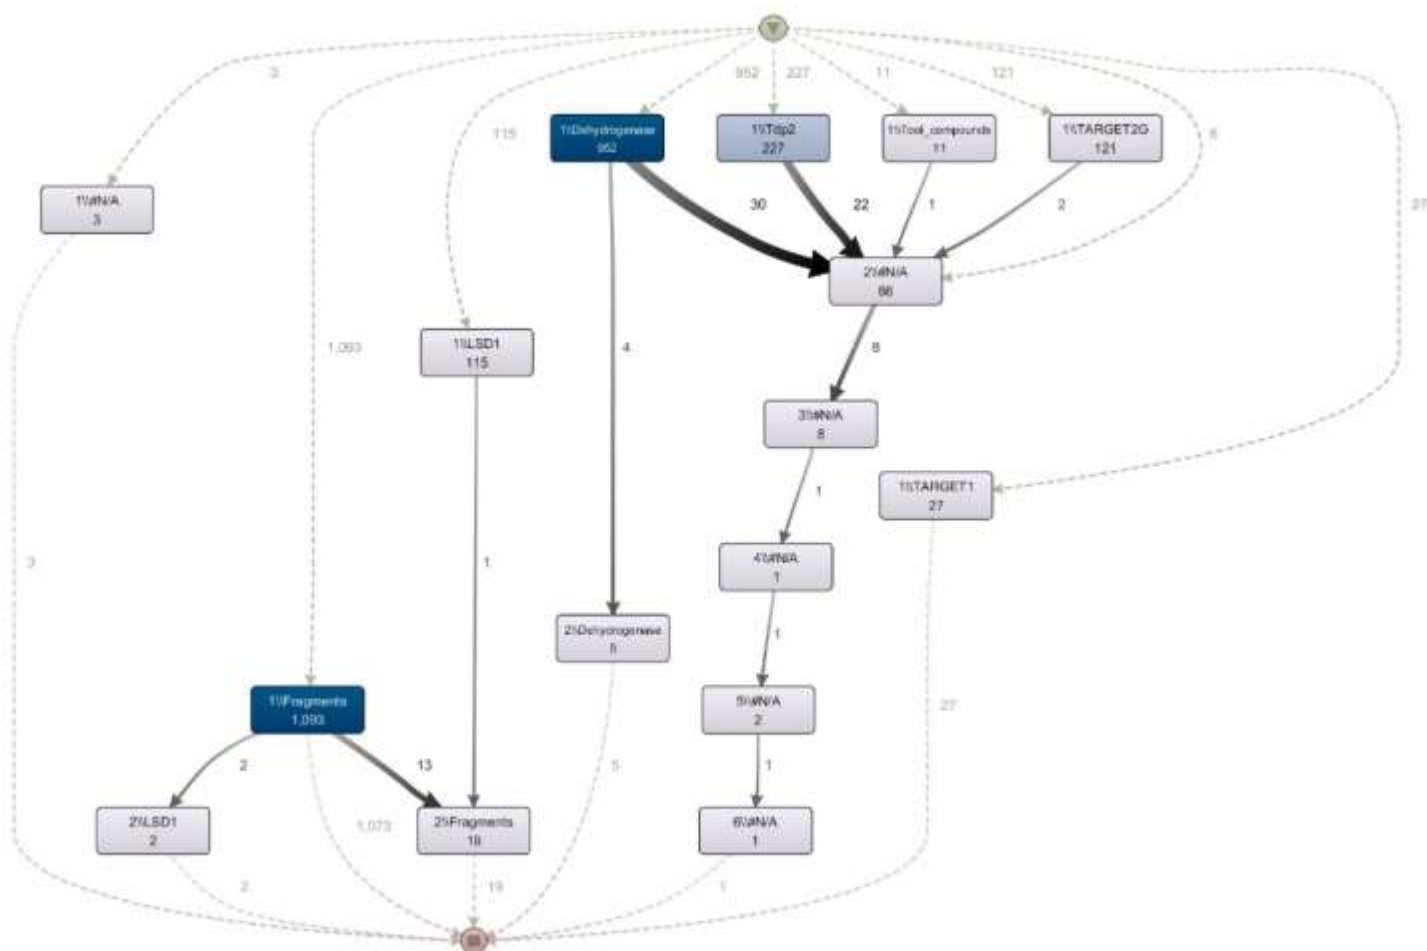 3
952
227
11
121
6
27
115
1\\Dehydrogenase
952
1\\Tdp2
227
1\\Tool_compounds
11
1\\TARGET2G
121
1\\#N/A
3
30
22
1
2
2\\#N/A
66
1,093
1\\LSD1
115
4
8
3\\#N/A
8
1\\TARGET1
27
1
3
1
4\\#N/A
1
2\\Dehydrogenase
5
1
1\\Fragments
1,093
5\\#N/A
2
27
2
13
5
1
2\\LSD1
2
2\\Fragments
19
6\\#N/A
1
1,073
2
19
1